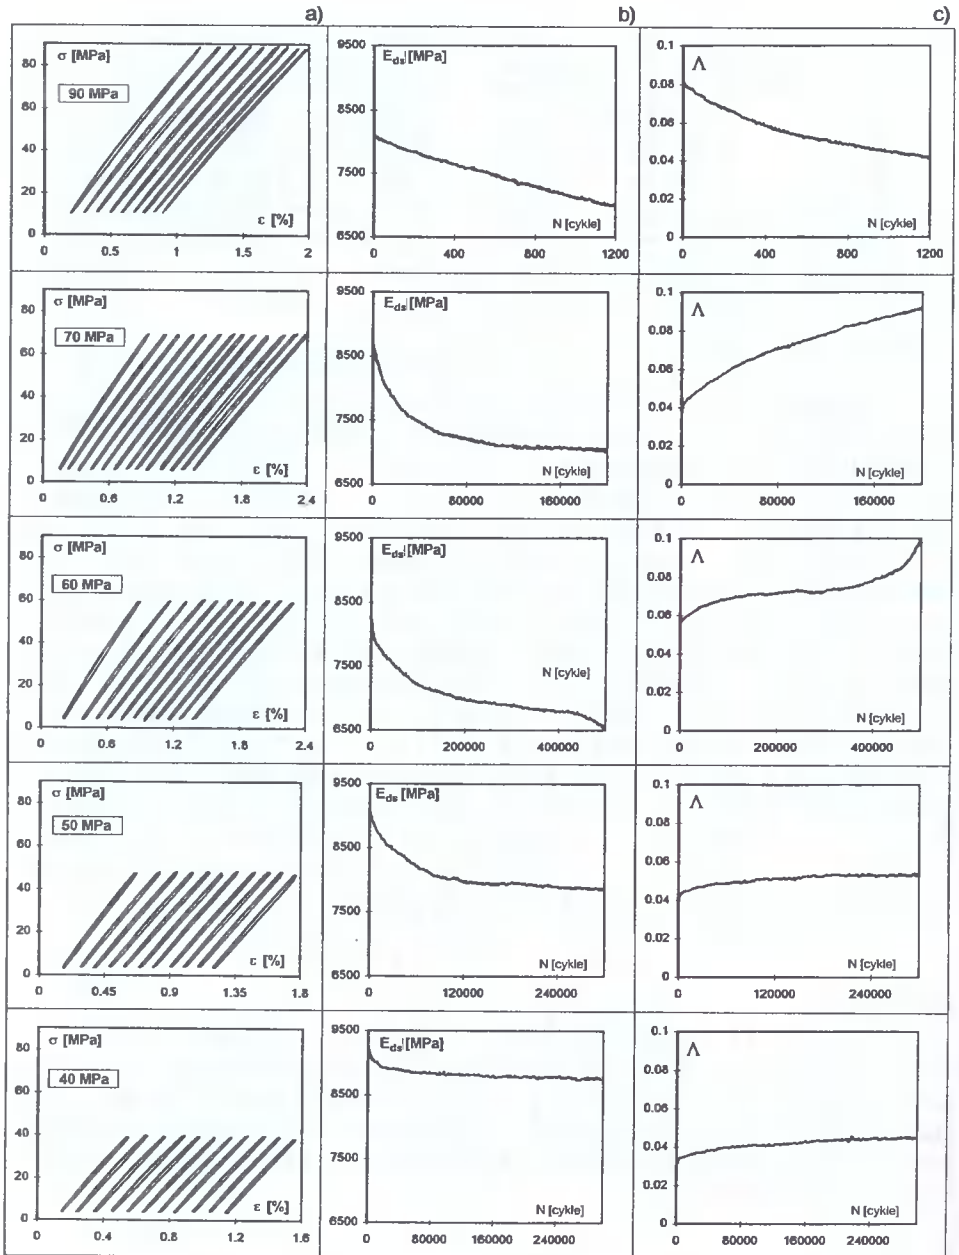 a) b) c)
σ [MPa]
90 MPa
80
60
40
20
0
ε [%]
0 0.5 1 1.5 2
E_ds [MPa]
9500
8500
7500
6500
N [cykle]
0 400 800 1200
Λ
0.1
0.08
0.06
0.04
0.02
0
N [cykle]
0 400 800 1200
σ [MPa]
70 MPa
80
60
40
20
0
ε [%]
0 0.6 1.2 1.8 2.4
E_ds [MPa]
9500
8500
7500
6500
N [cykle]
0 80000 160000
Λ
0.1
0.08
0.06
0.04
0.02
0
N [cykle]
0 80000 160000
σ [MPa]
60 MPa
80
60
40
20
0
ε [%]
0 0.6 1.2 1.8 2.4
E_ds [MPa]
9500
8500
7500
6500
N [cykle]
0 200000 400000
Λ
0.1
0.08
0.06
0.04
0.02
0
N [cykle]
0 200000 400000
σ [MPa]
50 MPa
80
60
40
20
0
ε [%]
0 0.45 0.9 1.35 1.8
E_ds [MPa]
9500
8500
7500
6500
N [cykle]
0 120000 240000
Λ
0.1
0.08
0.06
0.04
0.02
0
N [cykle]
0 120000 240000
σ [MPa]
40 MPa
80
60
40
20
0
ε [%]
0 0.4 0.8 1.2 1.6
E_ds [MPa]
9500
8500
7500
6500
N [cykle]
0 80000 160000 240000
Λ
0.1
0.08
0.06
0.04
0.02
0
N [cykle]
0 80000 160000 240000